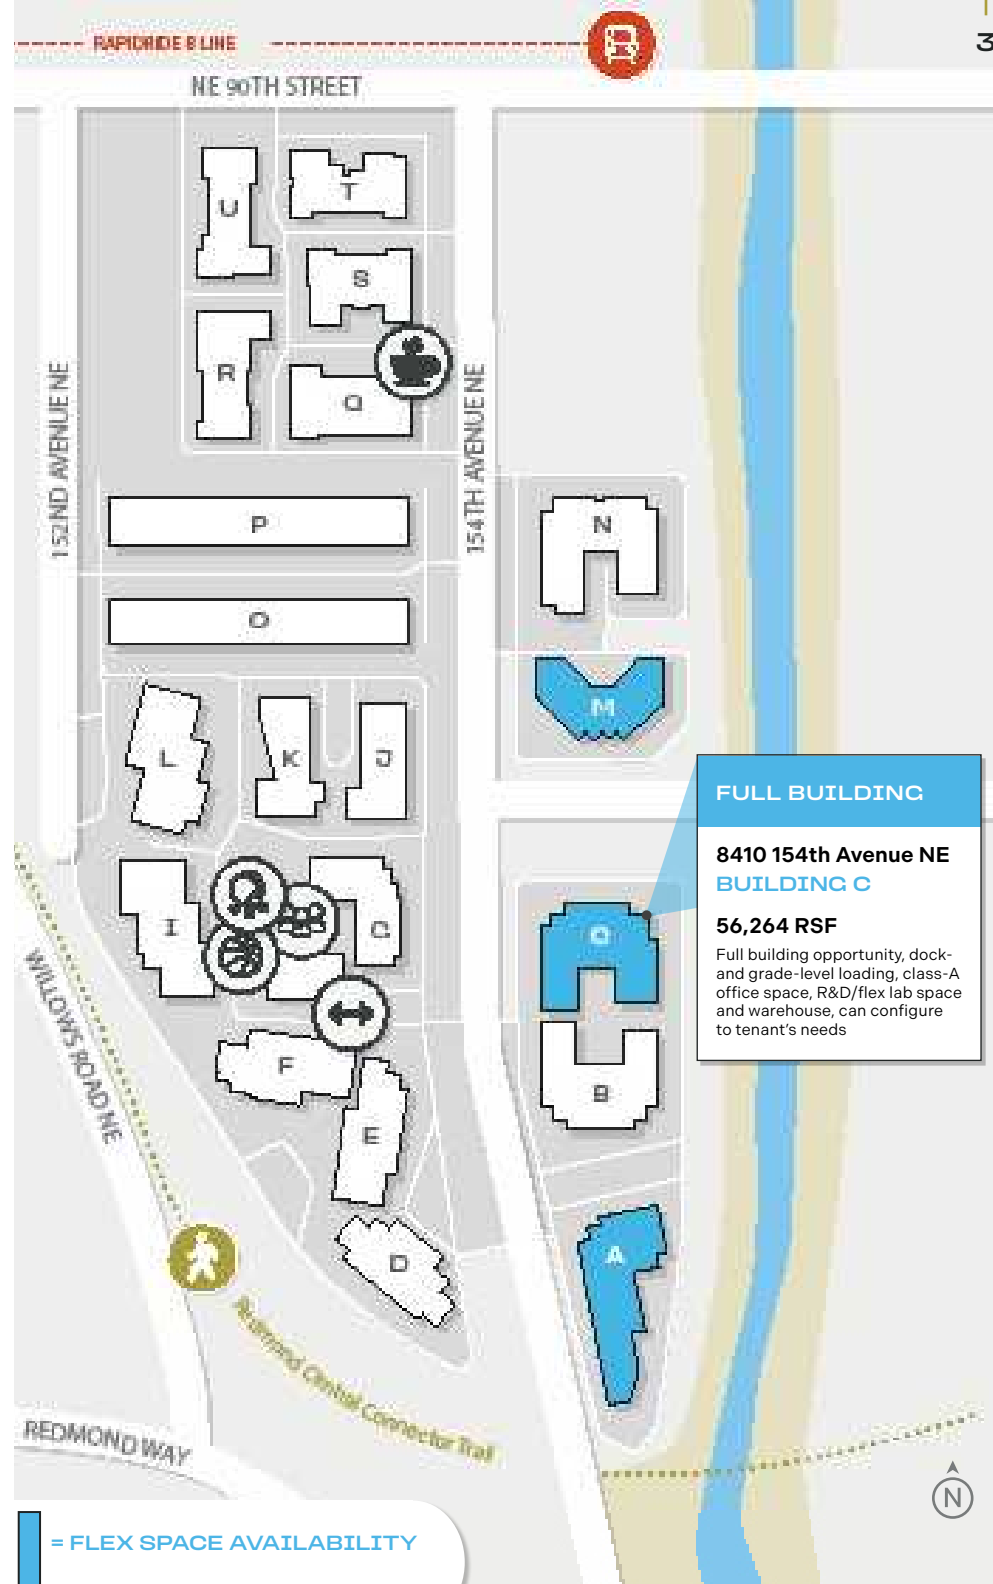 RAPIDRIDE B LINE
3
NE 90TH STREET
U
T
S
R
Q
152ND AVENUE NE
154TH AVENUE NE
P
N
O
M
L
K
J
FULL BUILDING
8410 154th Avenue NE
BUILDING C
56,264 RSF
Full building opportunity, dock-
and grade-level loading, class-A
office space, R&D/flex lab space
and warehouse, can configure
to tenant's needs
I
G
C
WILLOWS ROAD NE
F
B
E
A
D
Redmond Central Connector Trail
REDMOND WAY
N
= FLEX SPACE AVAILABILITY